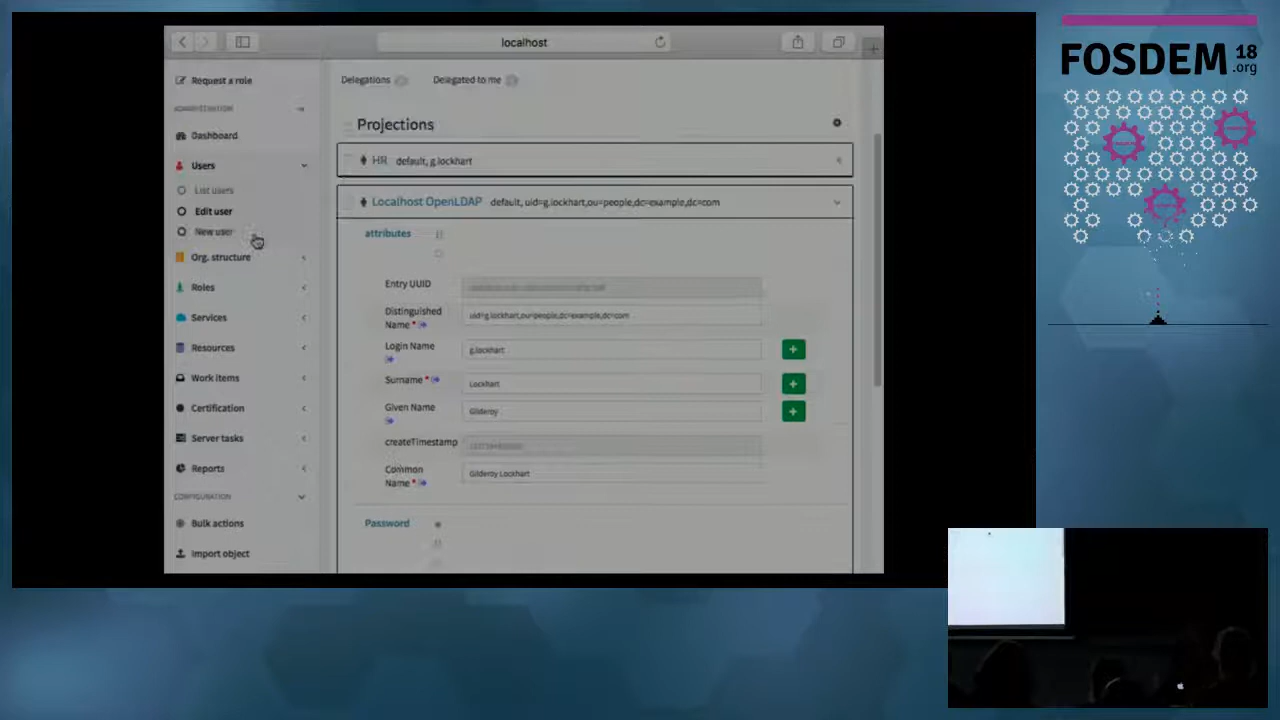 localhost
Request a role
ADMINISTRATION
Dashboard
Users
List users
Edit user
New user
Org. structure
Roles
Services
Resources
Work items
Certification
Server tasks
Reports
CONFIGURATION
Bulk actions
Import object
Delegations
Delegated to me
Projections
HR default, g.lockhart
Localhost OpenLDAP default, uid=g.lockhart,ou=people,dc=example,dc=com
attributes
Entry UUID
Distinguished Name * uid=g.lockhart,ou=people,dc=example,dc=com
Login Name g.lockhart
Surname * Lockhart
Given Name Gilderoy
createTimestamp
Common Name * Gilderoy Lockhart
Password
FOSDEM 18
.org